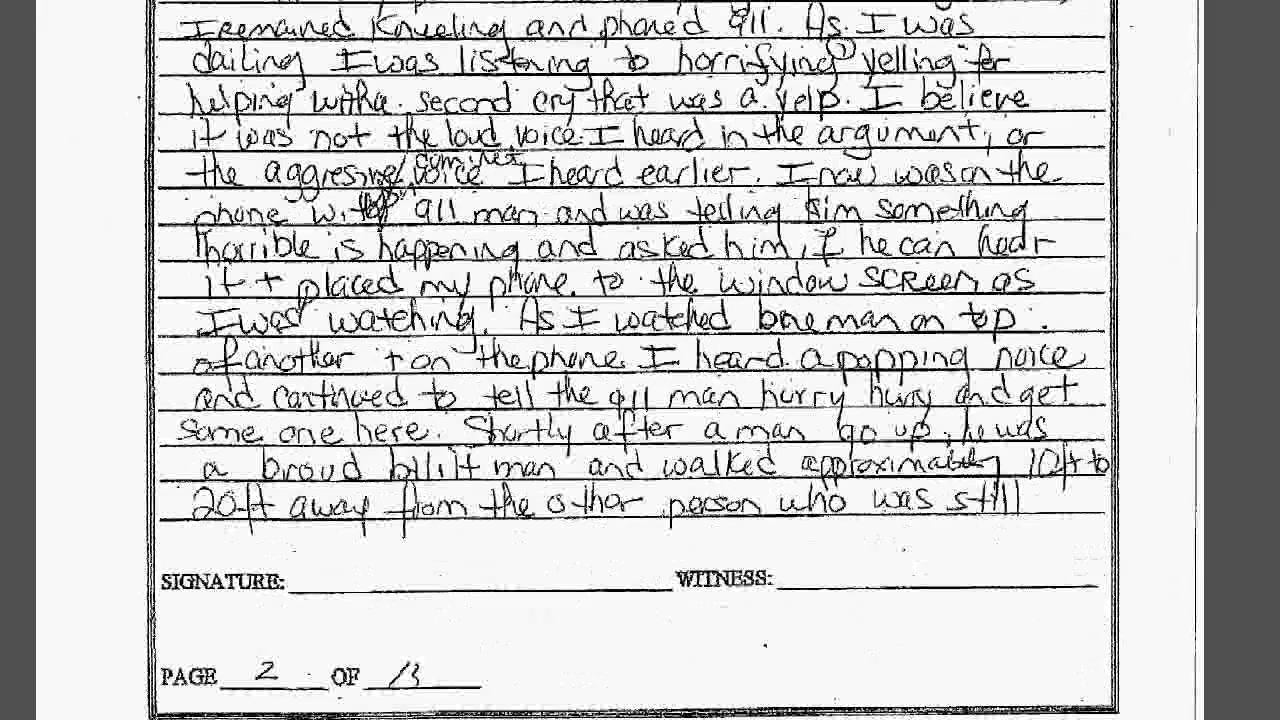 I remained Kneeling and phoned 911. As I was
dailing I was listening to horrifying yelling for
helping with a second cry that was a yelp. I believe
it was not the loud voice I heard in the argument, or
the aggressive voice I heard earlier. I now was on the
phone with 911 man and was telling him something
horrible is happening and asked him if he can hear
it + placed my phone to the window screen as
I was watching. As I watched one man on top
of another + on the phone I heard a popping noice
and continued to tell the 911 man hurry hurry and get
some one here. Shortly after a man go up, he was
a broud billt man and walked approximately 10ft to
20ft away from the other person who was still
SIGNATURE: WITNESS:
PAGE 2 OF 13